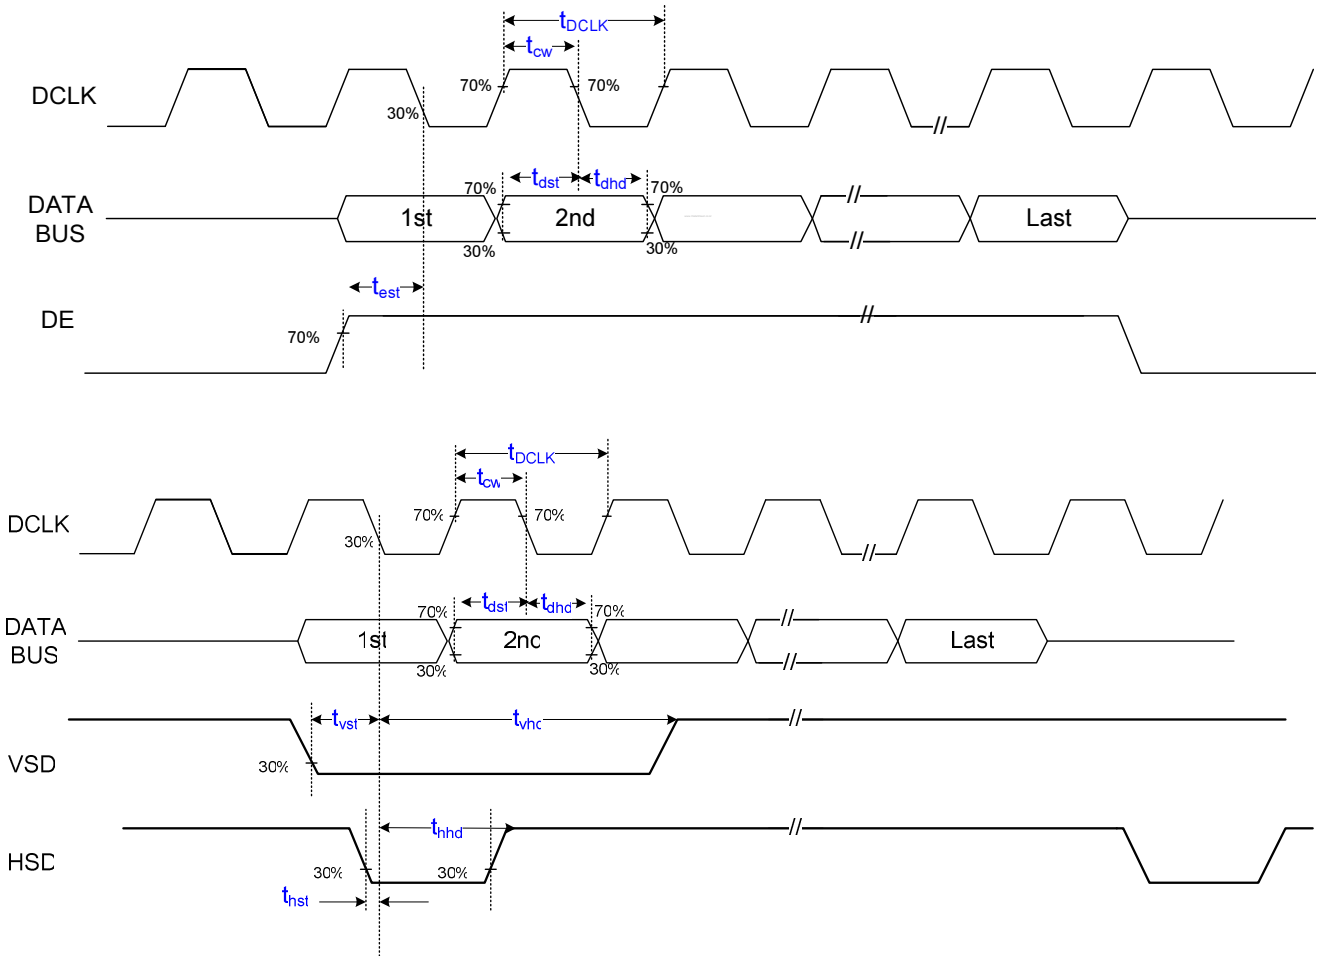 tDCLK
tcw
DCLK
70%
70%
30%
DATA
BUS
70%
tdst
tdhd
70%
1st
2nd
Last
30%
30%
test
DE
70%
tDCLK
tcw
DCLK
70%
70%
30%
DATA
BUS
70%
tdst
tdhd
70%
1st
2nc
Last
30%
30%
tvst
tvhc
VSD
30%
thhd
HSD
30%
30%
thst